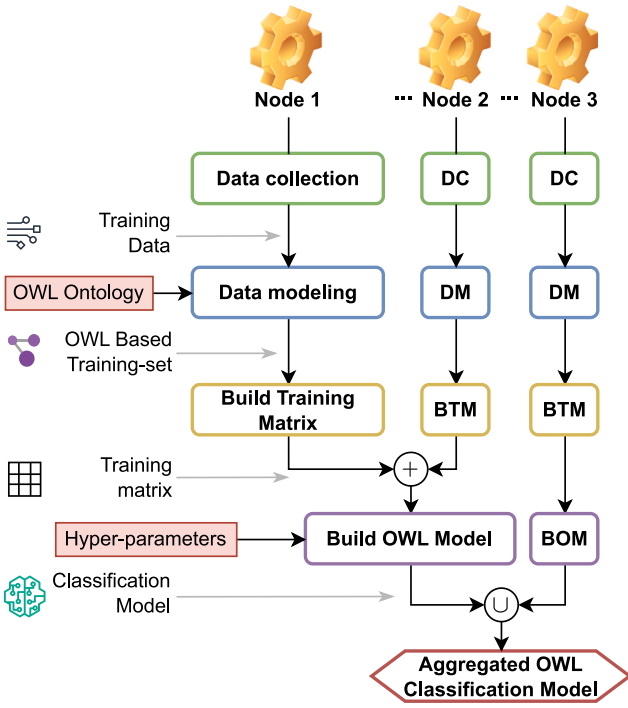 Node 1 ... Node 2 ... Node 3
Data collection DC DC
Training
Data
OWL Ontology Data modeling DM DM
OWL Based
Training-set
Build Training
Matrix
BTM BTM
+
Training
matrix
Hyper-parameters Build OWL Model BOM
Classification
Model
∪
Aggregated OWL
Classification Model